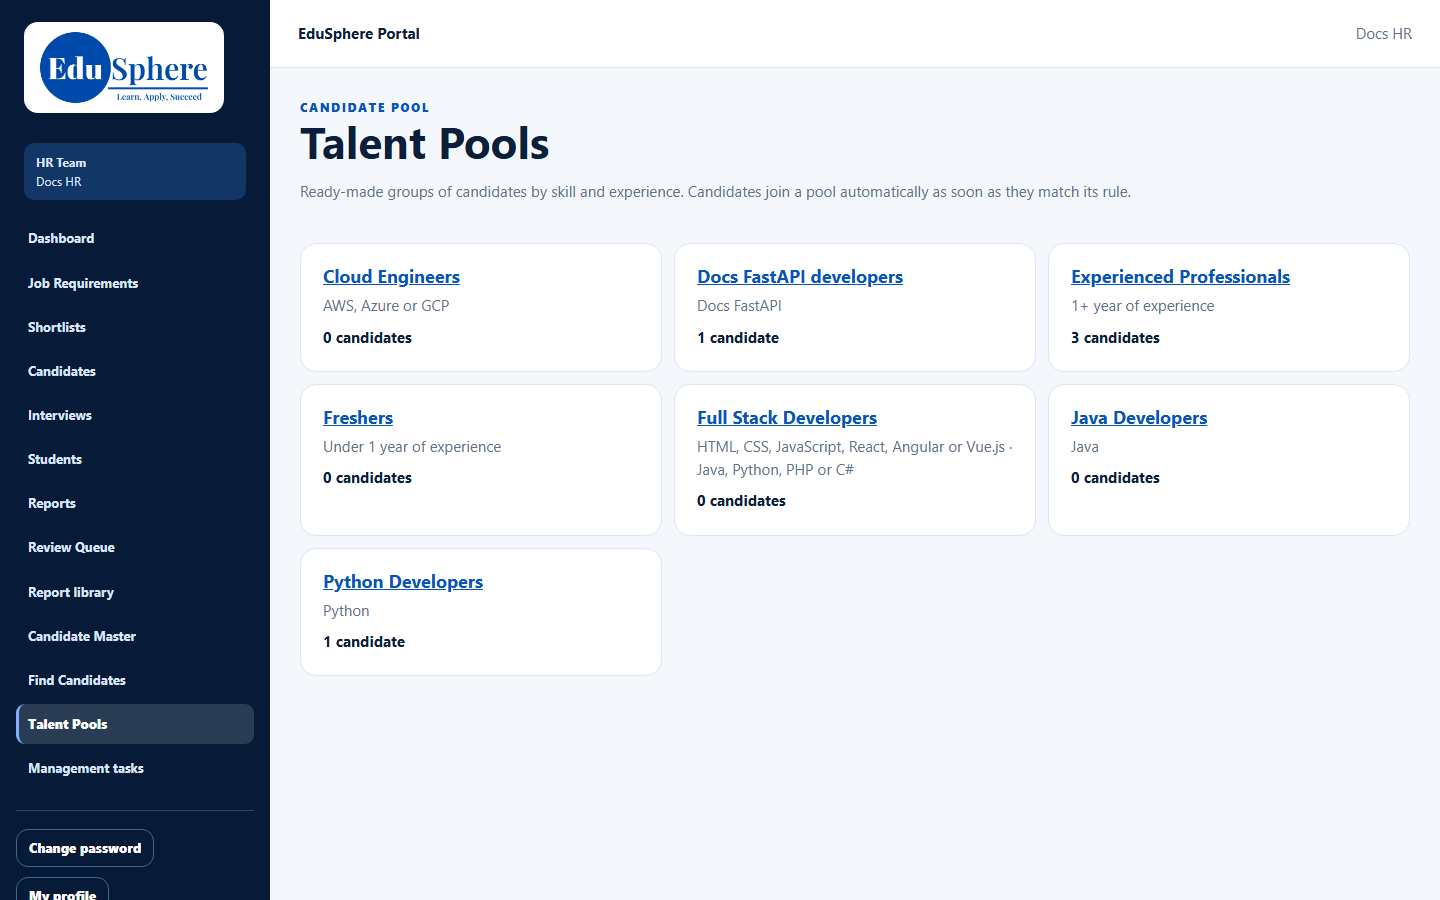 EduSphere
Learn. Apply, Succeed
HR Team
Docs HR
Dashboard
Job Requirements
Shortlists
Candidates
Interviews
Students
Reports
Review Queue
Report library
Candidate Master
Find Candidates
Talent Pools
Management tasks
Change password
My profile
EduSphere Portal
Docs HR
CANDIDATE POOL
Talent Pools
Ready-made groups of candidates by skill and experience. Candidates join a pool automatically as soon as they match its rule.
Cloud Engineers
AWS, Azure or GCP
0 candidates
Docs FastAPI developers
Docs FastAPI
1 candidate
Experienced Professionals
1+ year of experience
3 candidates
Freshers
Under 1 year of experience
0 candidates
Full Stack Developers
HTML, CSS, JavaScript, React, Angular or Vue.js ·
Java, Python, PHP or C#
0 candidates
Java Developers
Java
0 candidates
Python Developers
Python
1 candidate